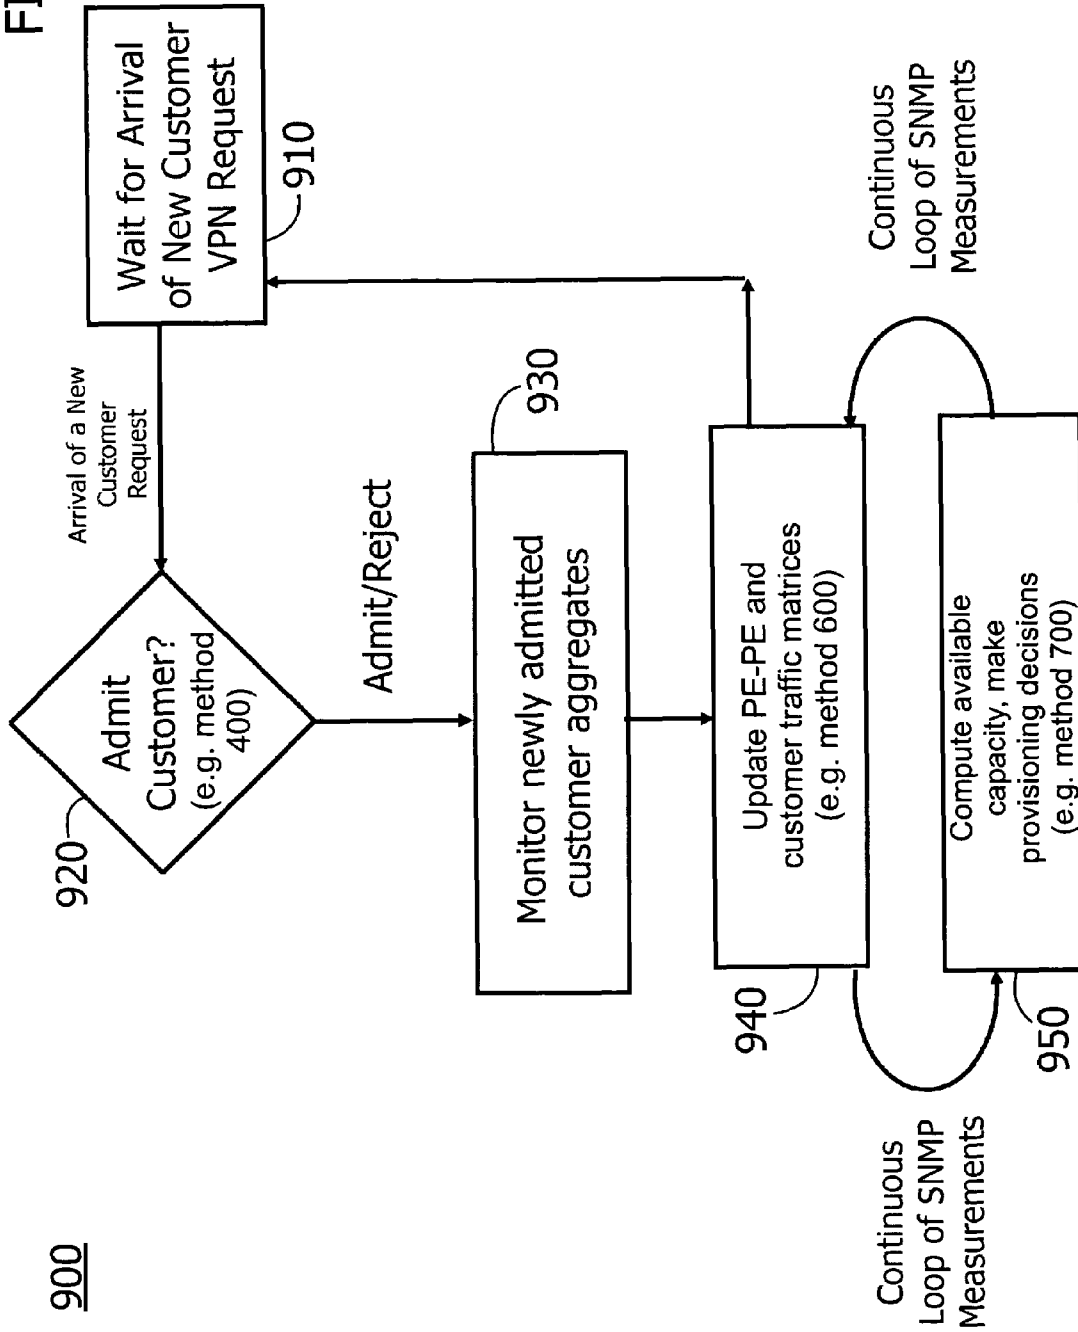 900
Wait for Arrival
of New Customer
VPN Request
910
Arrival of a New
Customer
Request
Admit
Customer?
(e.g. method
400)
920
Admit/Reject
Monitor newly admitted
customer aggregates
930
Update PE-PE and
customer traffic matrices
(e.g. method 600)
940
Continuous
Loop of SNMP
Measurements
Compute available
capacity, make
provisioning decisions
(e.g. method 700)
950
Continuous
Loop of SNMP
Measurements